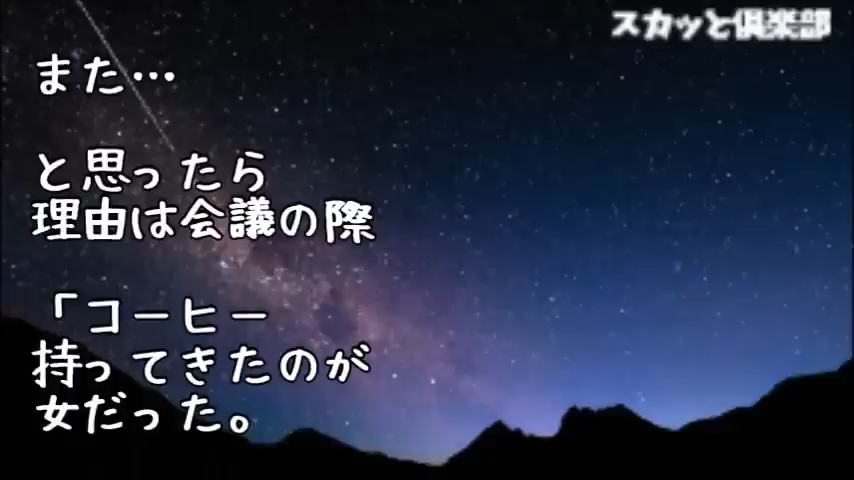 スカッと倶楽部
また…
と思ったら
理由は会議の際
「コーヒー
持ってきたのが
女だった。